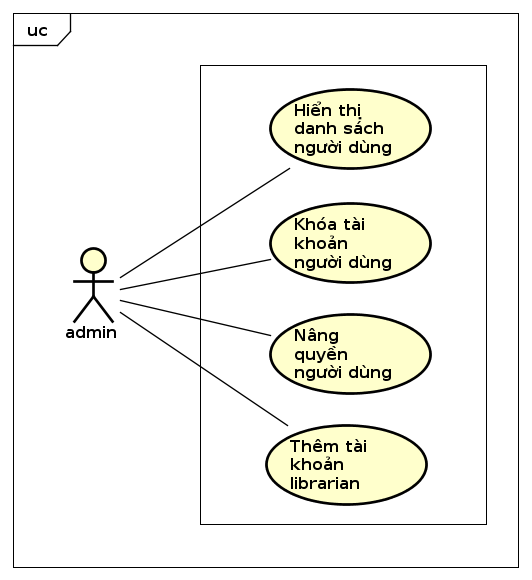 uc
Hiển thị
danh sách
người dùng
Khóa tài
khoản
người dùng
admin
Nâng
quyền
người dùng
Thêm tài
khoản
librarian